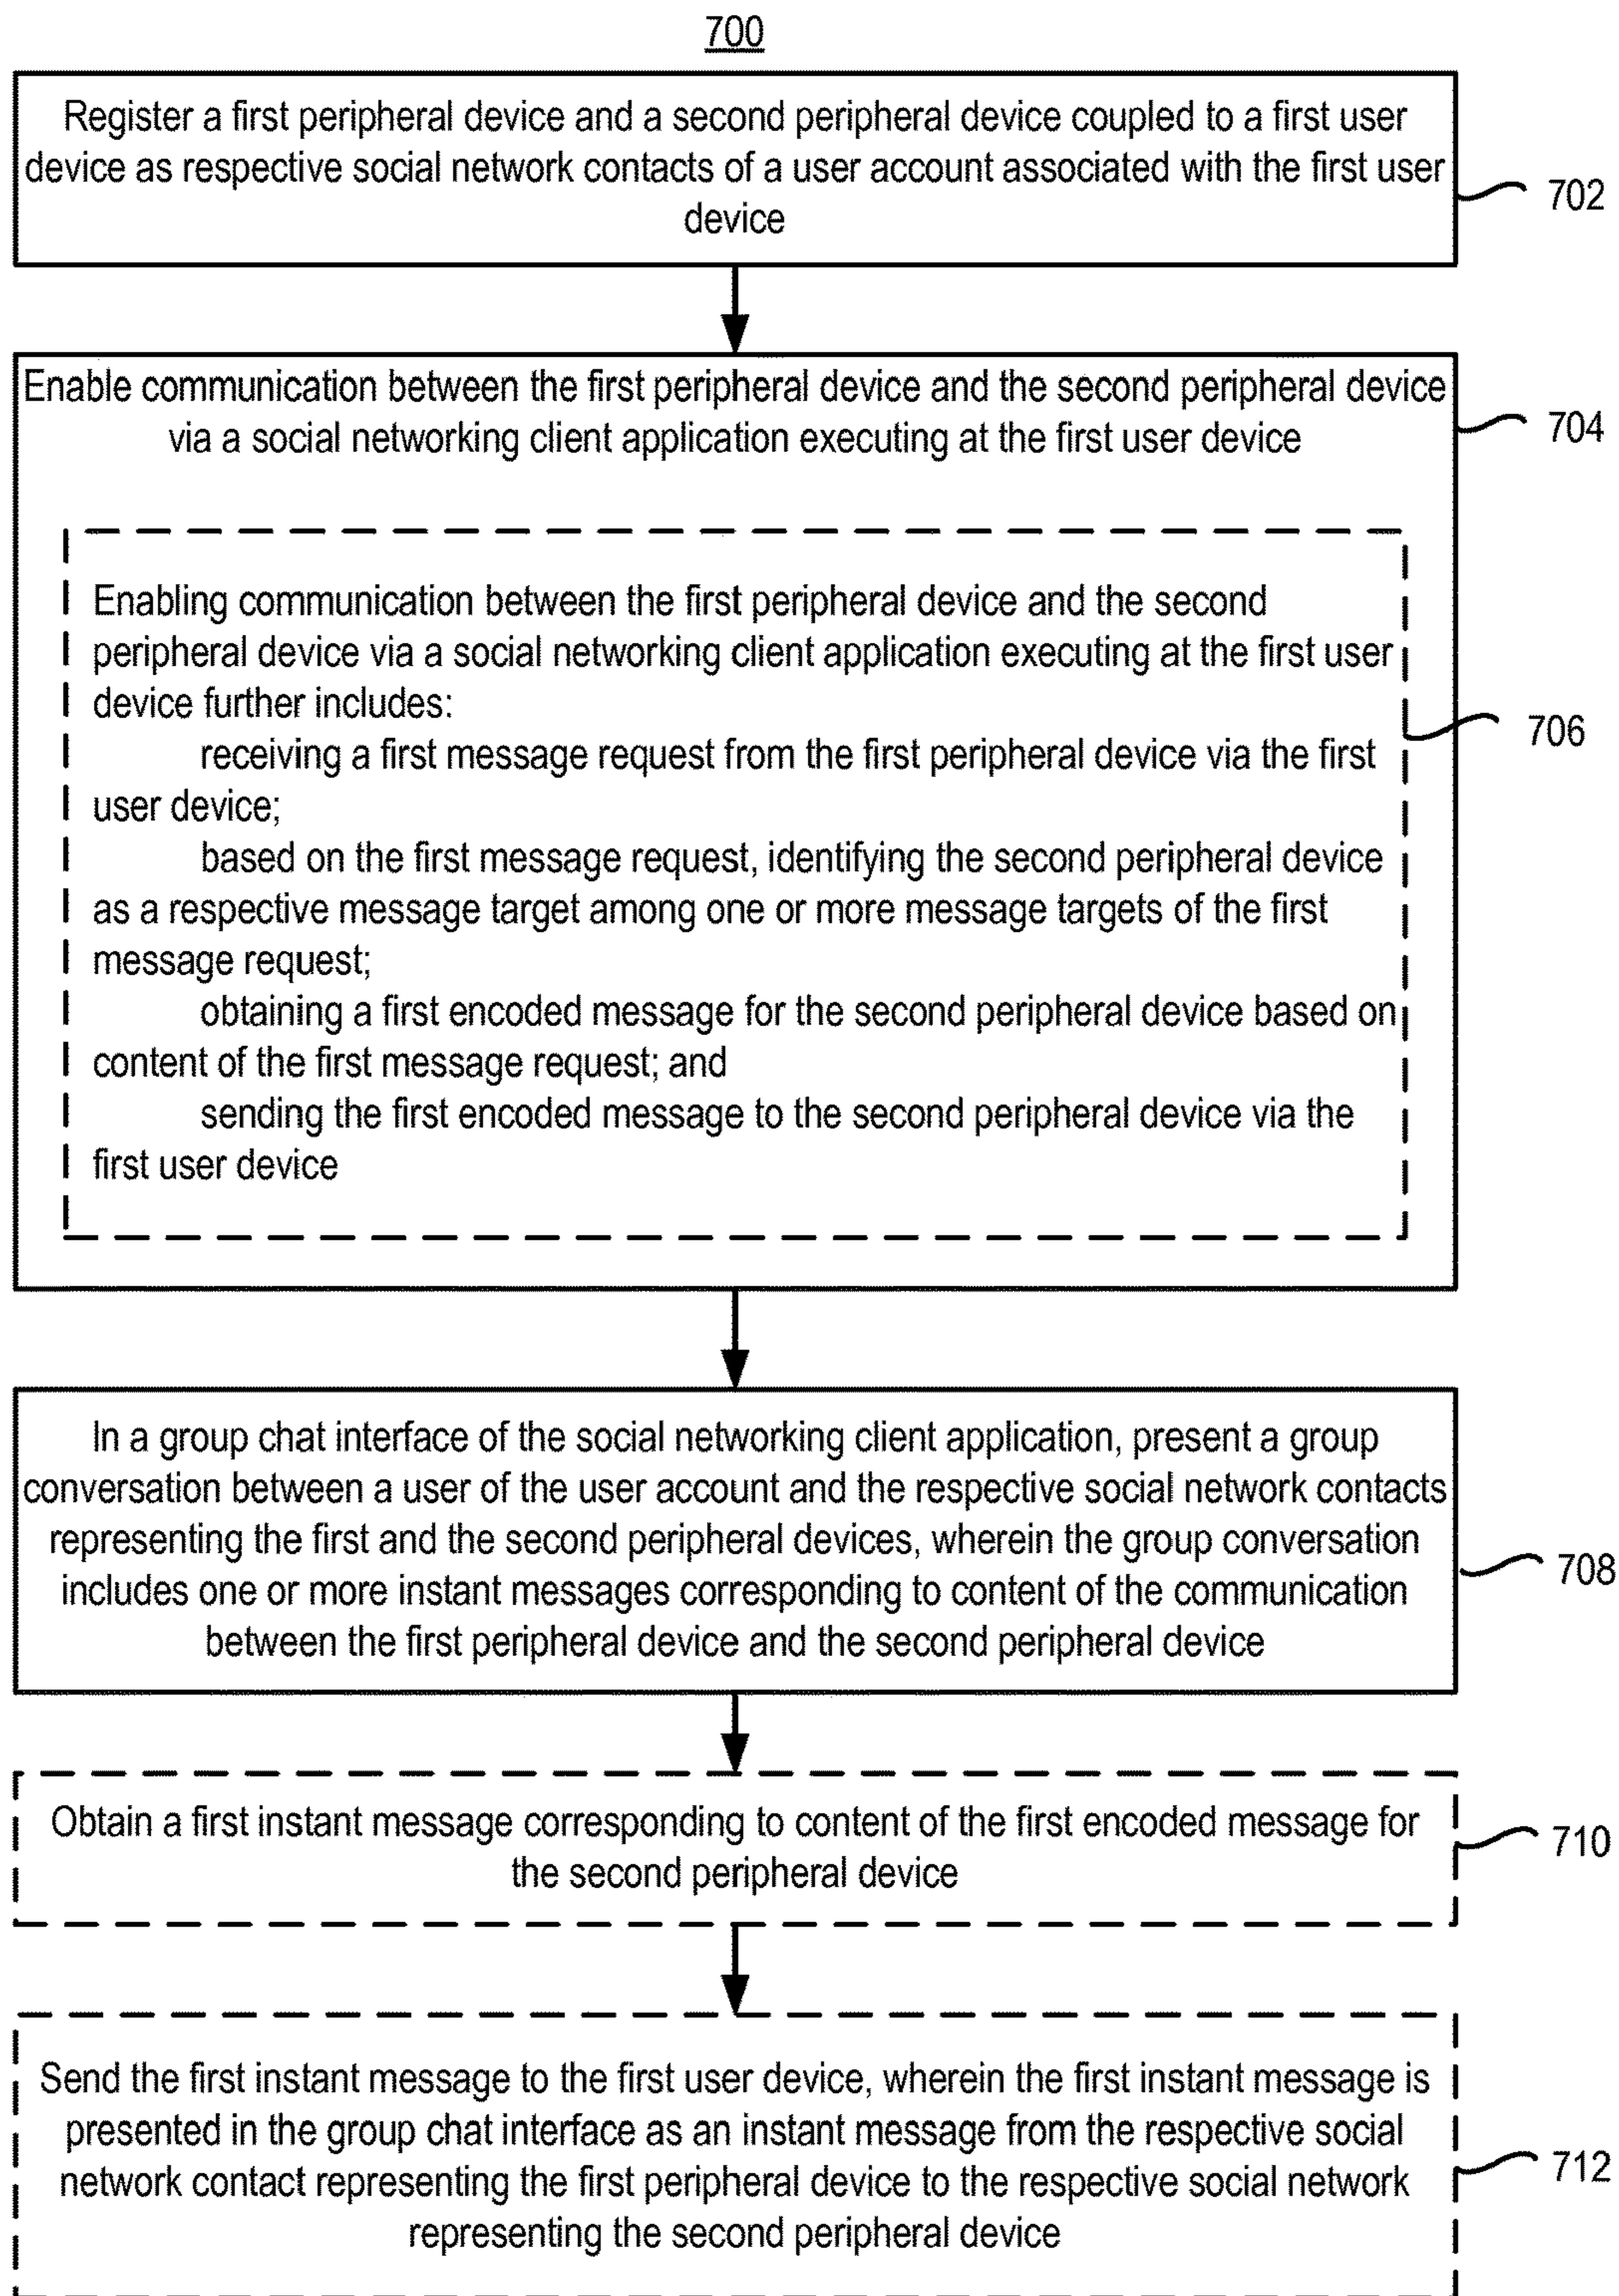 700
Register a first peripheral device and a second peripheral device coupled to a first user
device as respective social network contacts of a user account associated with the first user
device
702
Enable communication between the first peripheral device and the second peripheral device
via a social networking client application executing at the first user device
704
Enabling communication between the first peripheral device and the second
peripheral device via a social networking client application executing at the first user
device further includes:
receiving a first message request from the first peripheral device via the first
user device;
based on the first message request, identifying the second peripheral device
as a respective message target among one or more message targets of the first
message request;
obtaining a first encoded message for the second peripheral device based on
content of the first message request; and
sending the first encoded message to the second peripheral device via the
first user device
706
In a group chat interface of the social networking client application, present a group
conversation between a user of the user account and the respective social network contacts
representing the first and the second peripheral devices, wherein the group conversation
includes one or more instant messages corresponding to content of the communication
between the first peripheral device and the second peripheral device
708
Obtain a first instant message corresponding to content of the first encoded message for
the second peripheral device
710
Send the first instant message to the first user device, wherein the first instant message is
presented in the group chat interface as an instant message from the respective social
network contact representing the first peripheral device to the respective social network
representing the second peripheral device
712